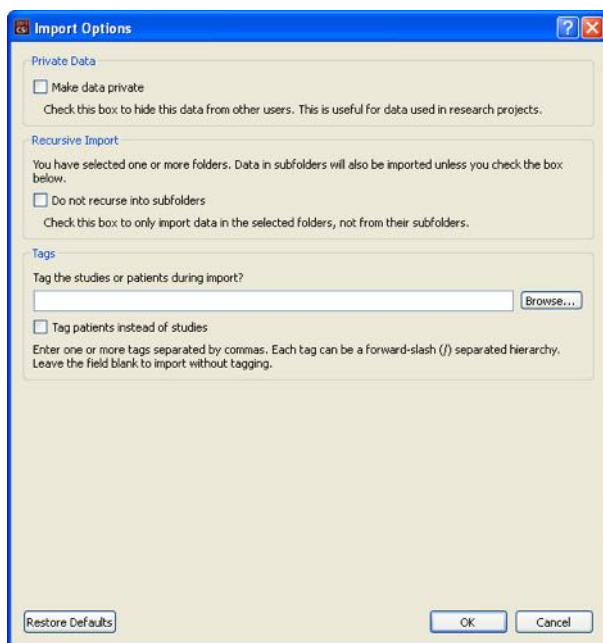 Import Options
Private Data
Make data private
Check this box to hide this data from other users. This is useful for data used in research projects.
Recursive Import
You have selected one or more folders. Data in subfolders will also be imported unless you check the box
below.
Do not recurse into subfolders
Check this box to only import data in the selected folders, not from their subfolders.
Tags
Tag the studies or patients during import?
Browse...
Tag patients instead of studies
Enter one or more tags separated by commas. Each tag can be a forward-slash (/) separated hierarchy.
Leave the field blank to import without tagging.
Restore Defaults
OK
Cancel